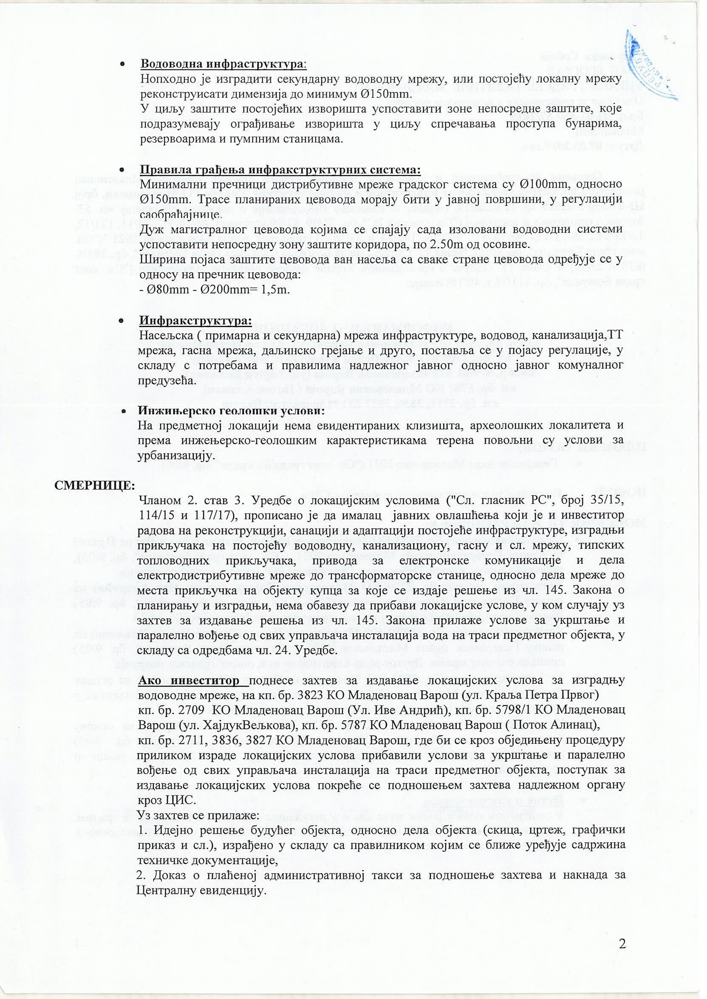 • Водоводна инфраструктура:
Нопходно је изградити секундарну водоводну мрежу, или постојећу локалну мрежу
реконструисати димензија до минимум Ø150mm.
У циљу заштите постојећих изворишта успоставити зоне непосредне заштите, које
подразумевају ограђивање изворишта у циљу спречавања проступа бунарима,
резервоарима и пумпним станицама.
• Правила грађења инфракструктурних система:
Минимални пречници дистрибутивне мреже градског система су Ø100mm, односно
Ø150mm. Трасе планираних цевовода морају бити у јавној површини, у регулацији
саобраћајнице.
Дуж магистралног цевовода којима се спајају сада изоловани водоводни системи
успоставити непосредну зону заштите коридора, по 2.50m од осовине.
Ширина појаса заштите цевовода ван насеља са сваке стране цевовода одређује се у
односу на пречник цевовода:
- Ø80mm - Ø200mm= 1,5m.
• Инфракструктура:
Насељска ( примарна и секундарна) мрежа инфраструктуре, водовод, канализација,ТТ
мрежа, гасна мрежа, даљинско грејање и друго, поставља се у појасу регулације, у
складу с потребама и правилима надлежног јавног односно јавног комуналног
предузећа.
• Инжињерско геолошки услови:
На предметној локацији нема евидентираних клизишта, археолошких локалитета и
према инжењерско-геолошким карактеристикама терена повољни су услови за
урбанизацију.
СМЕРНИЦЕ:
Чланом 2. став 3. Уредбе о локацијским условима ("Сл. гласник РС", број 35/15,
114/15 и 117/17), прописано је да ималац јавних овлашћења који је и инвеститор
радова на реконструкцији, санацији и адаптацији постојеће инфраструктуре, изградњи
прикључака на постојећу водоводну, канализациону, гасну и сл. мрежу, типских
топловодних прикључака, привода за електронске комуникације и дела
електродистрибутивне мреже до трансформаторске станице, односно дела мреже до
места прикључка на објекту купца за које се издаје решење из чл. 145. Закона о
планирању и изградњи, нема обавезу да прибави локацијске услове, у ком случају уз
захтев за издавање решења из чл. 145. Закона прилаже услове за укрштање и
паралелно вођење од свих управљача инсталација вода на траси предметног објекта, у
складу са одредбама чл. 24. Уредбе.
Ако инвеститор поднесе захтев за издавање локацијских услова за изградњу
водоводне мреже, на кп. бр. 3823 КО Младеновац Варош (ул. Краља Петра Првог)
кп. бр. 2709 КО Младеновац Варош (Ул. Иве Андрић), кп. бр. 5798/1 КО Младеновац
Варош (ул. ХајдукВељкова), кп. бр. 5787 КО Младеновац Варош ( Поток Алинац),
кп. бр. 2711, 3836, 3827 КО Младеновац Варош, где би се кроз обједињену процедуру
приликом израде локацијских услова прибавили услови за укрштање и паралелно
вођење од свих управљача инсталација на траси предметног објекта, поступак за
издавање локацијских услова покреће се подношењем захтева надлежном органу
кроз ЦИС.
Уз захтев се прилаже:
1. Идејно решење будућег објекта, односно дела објекта (скица, цртеж, графички
приказ и сл.), израђено у складу са правилником којим се ближе уређује садржина
техничке документације,
2. Доказ о плаћеној административној такси за подношење захтева и накнада за
Централну евиденцију.
2